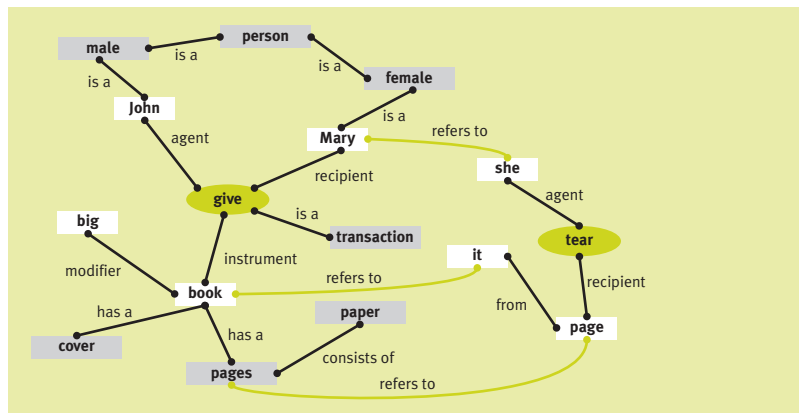 person
male
is a
is a
female
is a
is a
John
refers to
agent
Mary
she
recipient
agent
give
big
is a
transaction
tear
it
modifier
instrument
refers to
recipient
book
from
has a
paper
page
has a
cover
consists of
pages
refers to